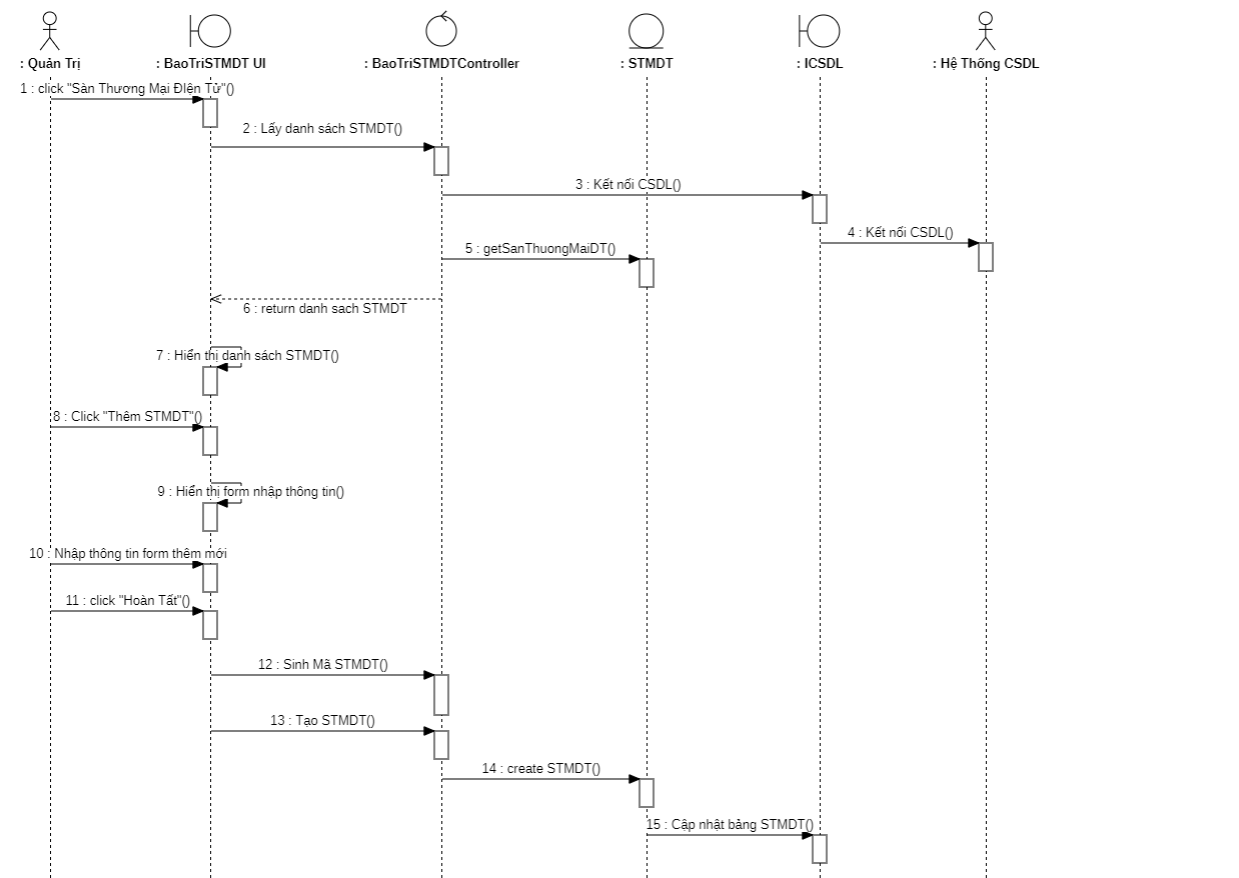 : Quản Trị
: BaoTriSTMDT UI
: BaoTriSTMDTController
: STMDT
: ICSDL
: Hệ Thống CSDL
1 : click "Sàn Thương Mại Điện Tử"()
2 : Lấy danh sách STMDT()
3 : Kết nối CSDL()
4 : Kết nối CSDL()
5 : getSanThuongMaiDT()
6 : return danh sach STMDT
7 : Hiển thị danh sách STMDT()
8 : Click "Thêm STMDT"()
9 : Hiển thị form nhập thông tin()
10 : Nhập thông tin form thêm mới
11 : click "Hoàn Tất"()
12 : Sinh Mã STMDT()
13 : Tạo STMDT()
14 : create STMDT()
15 : Cập nhật bảng STMDT()